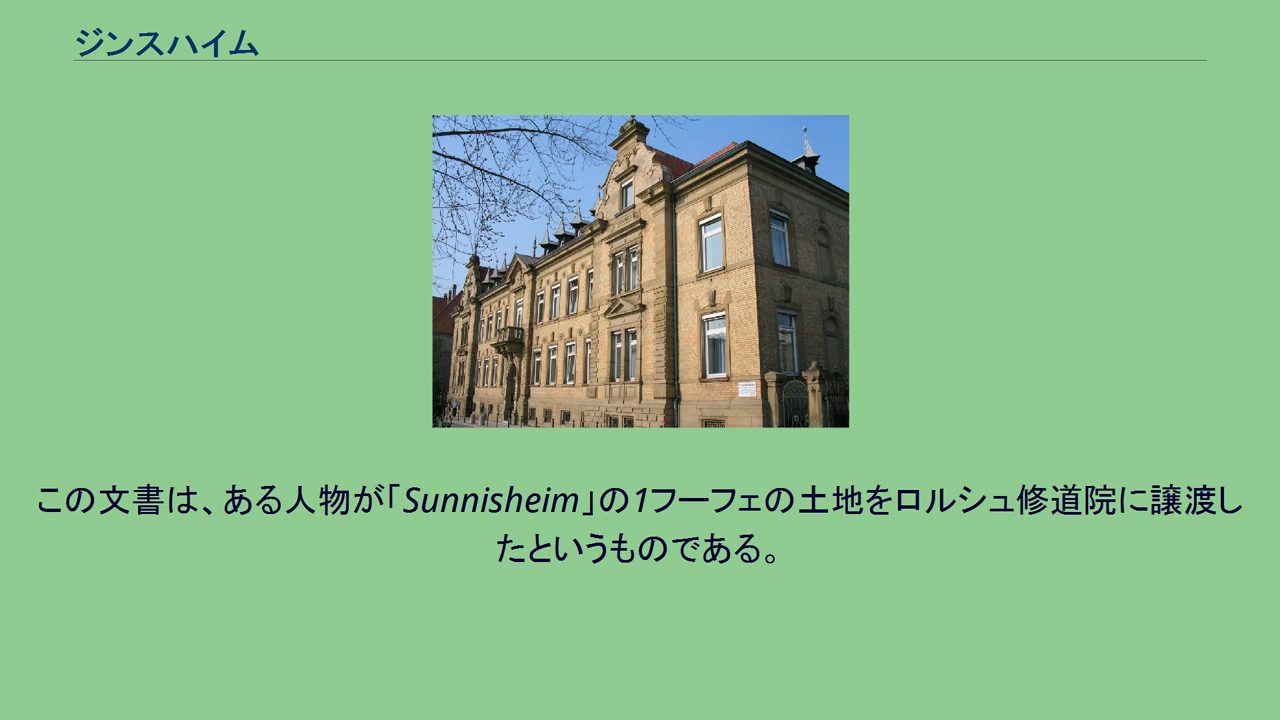 ジンスハイム
この文書は、ある人物が「Sunnisheim」の1フーフェの土地をロルシュ修道院に譲渡し
たというものである。